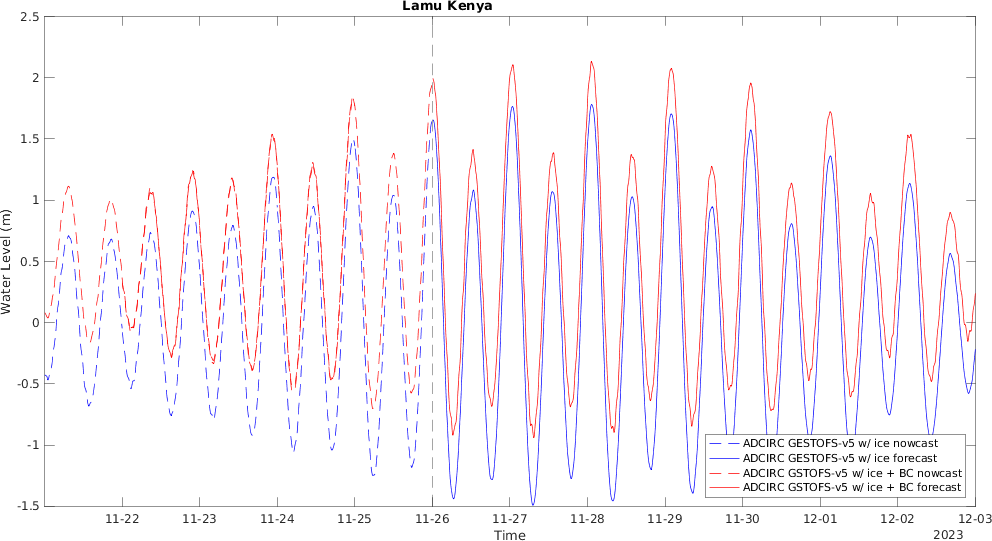 Lamu Kenya
Water Level (m)
2.5
2
1.5
1
0.5
0
-0.5
-1
-1.5
ADCIRC GESTOFS-v5 w/ ice nowcast
ADCIRC GESTOFS-v5 w/ ice forecast
ADCIRC GSTOFS-v5 w/ ice + BC nowcast
ADCIRC GSTOFS-v5 w/ ice + BC forecast
11-22 11-23 11-24 11-25 11-26 11-27 11-28 11-29 11-30 12-01 12-02 12-03
Time
2023